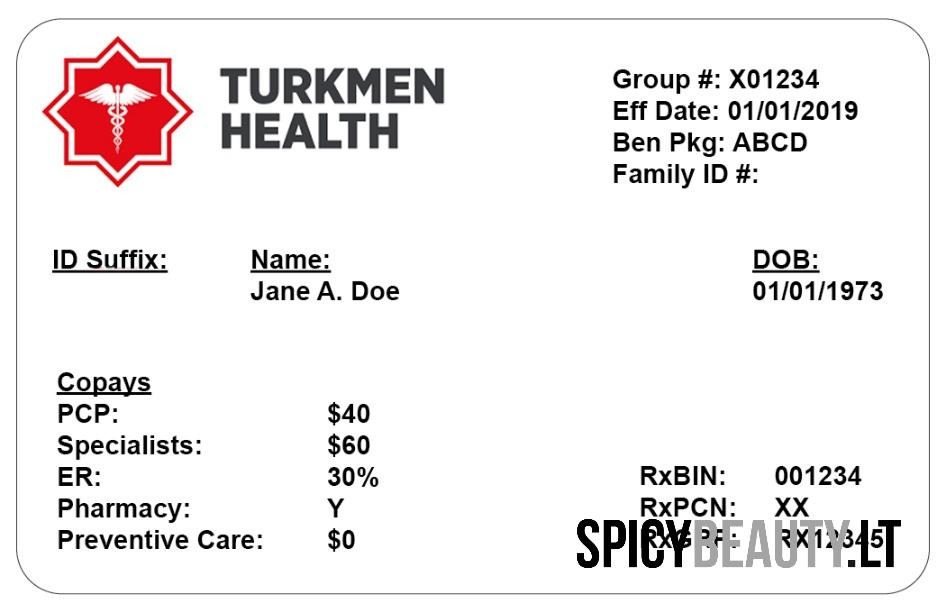 TURKMEN
HEALTH
Group #: X01234
Eff Date: 01/01/2019
Ben Pkg: ABCD
Family ID #:
ID Suffix:
Name:
Jane A. Doe
DOB:
01/01/1973
Copays
PCP: $40
Specialists: $60
ER: 30%
Pharmacy: Y
Preventive Care: $0
RxBIN: 001234
RxPCN: XX
RxGRP: RX12345
SPICYBEAUTY.LT